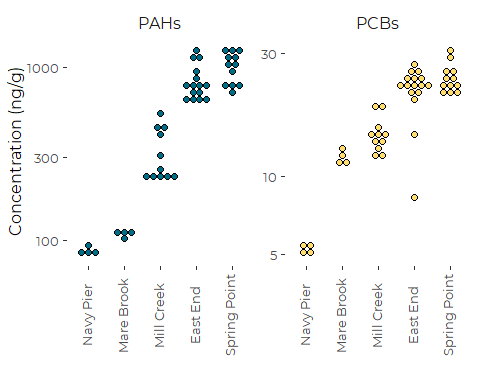 PAHs PCBs
Concentration (ng/g)
1000
300
100
30
10
5
Navy Pier
Mare Brook
Mill Creek
East End
Spring Point
Navy Pier
Mare Brook
Mill Creek
East End
Spring Point